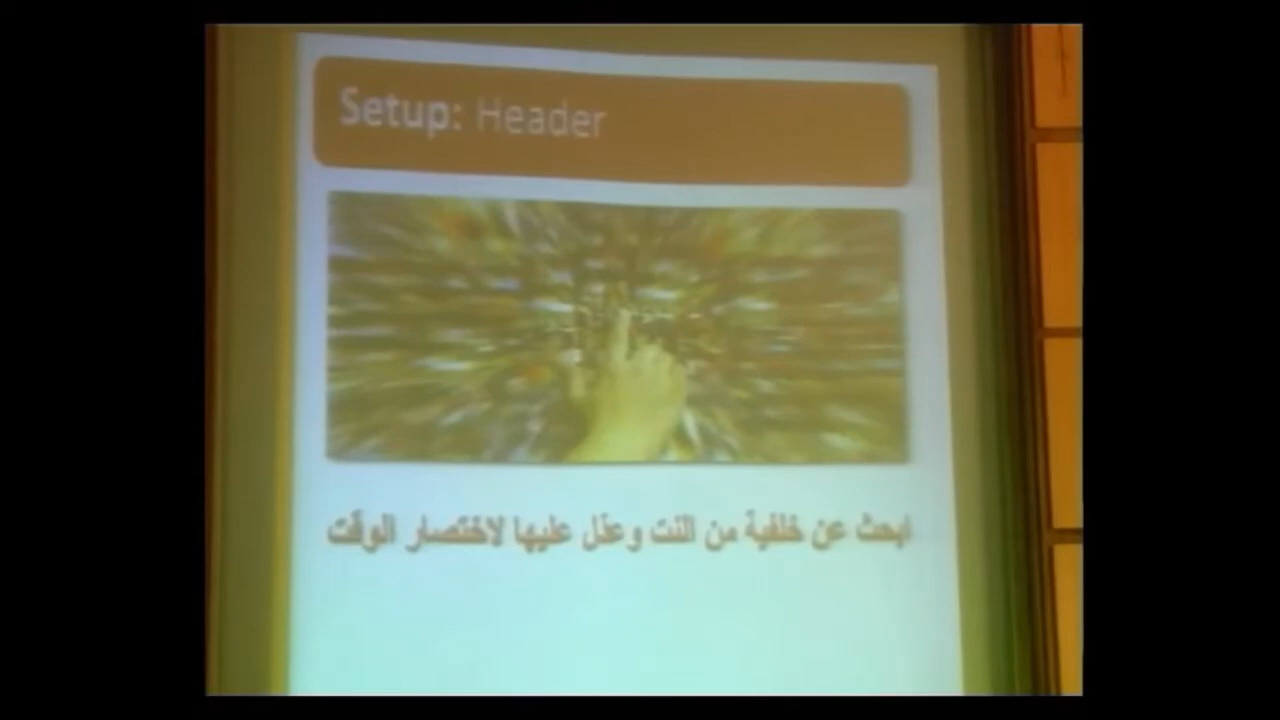 Setup: Header
ابحث عن خلفية من النت وعدل عليها لاختصار الوقت